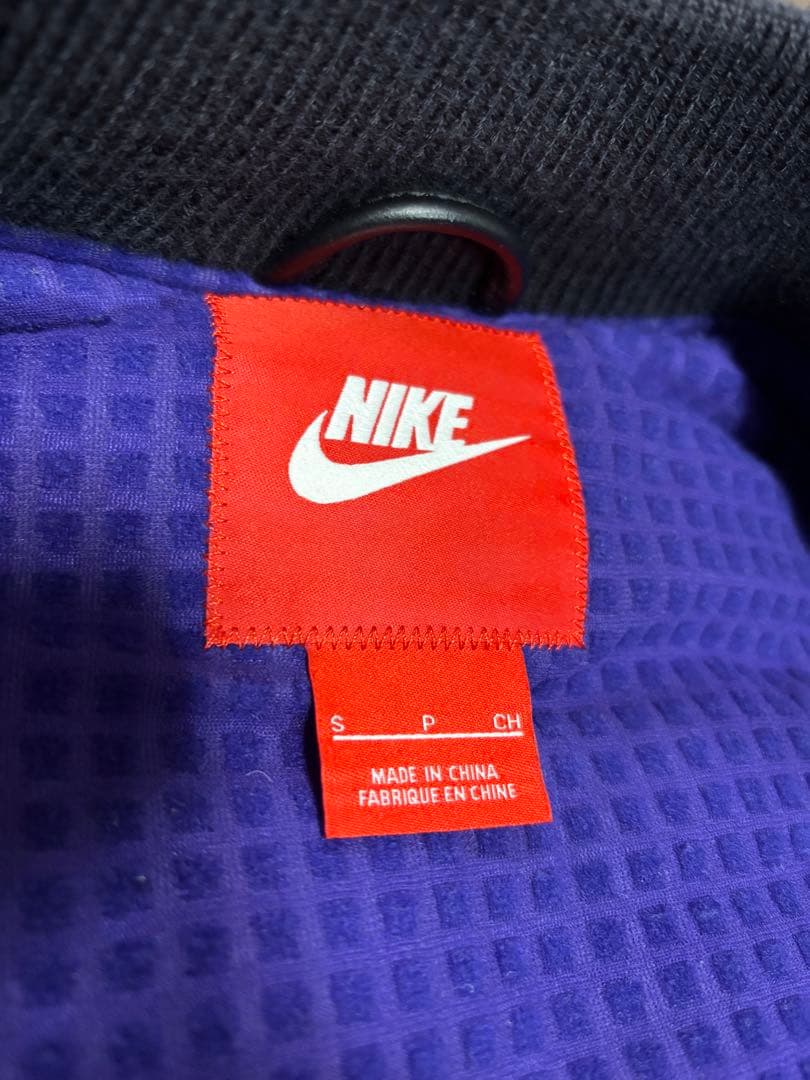 NIKE
S P CH
MADE IN CHINA
FABRIQUE EN CHINE